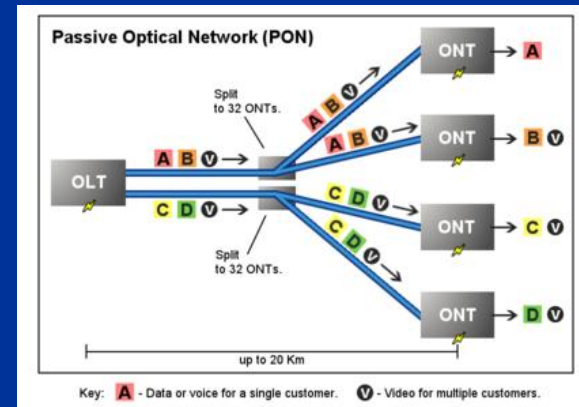 Passive Optical Network (PON)
ONT
A
Split
to 32 ONTs.
A B V
A B V
ONT
B V
A B V
OLT
C D V
C D V
ONT
C V
C D V
Split
to 32 ONTs.
ONT
D V
up to 20 Km
Key: A - Data or voice for a single customer. V - Video for multiple customers.